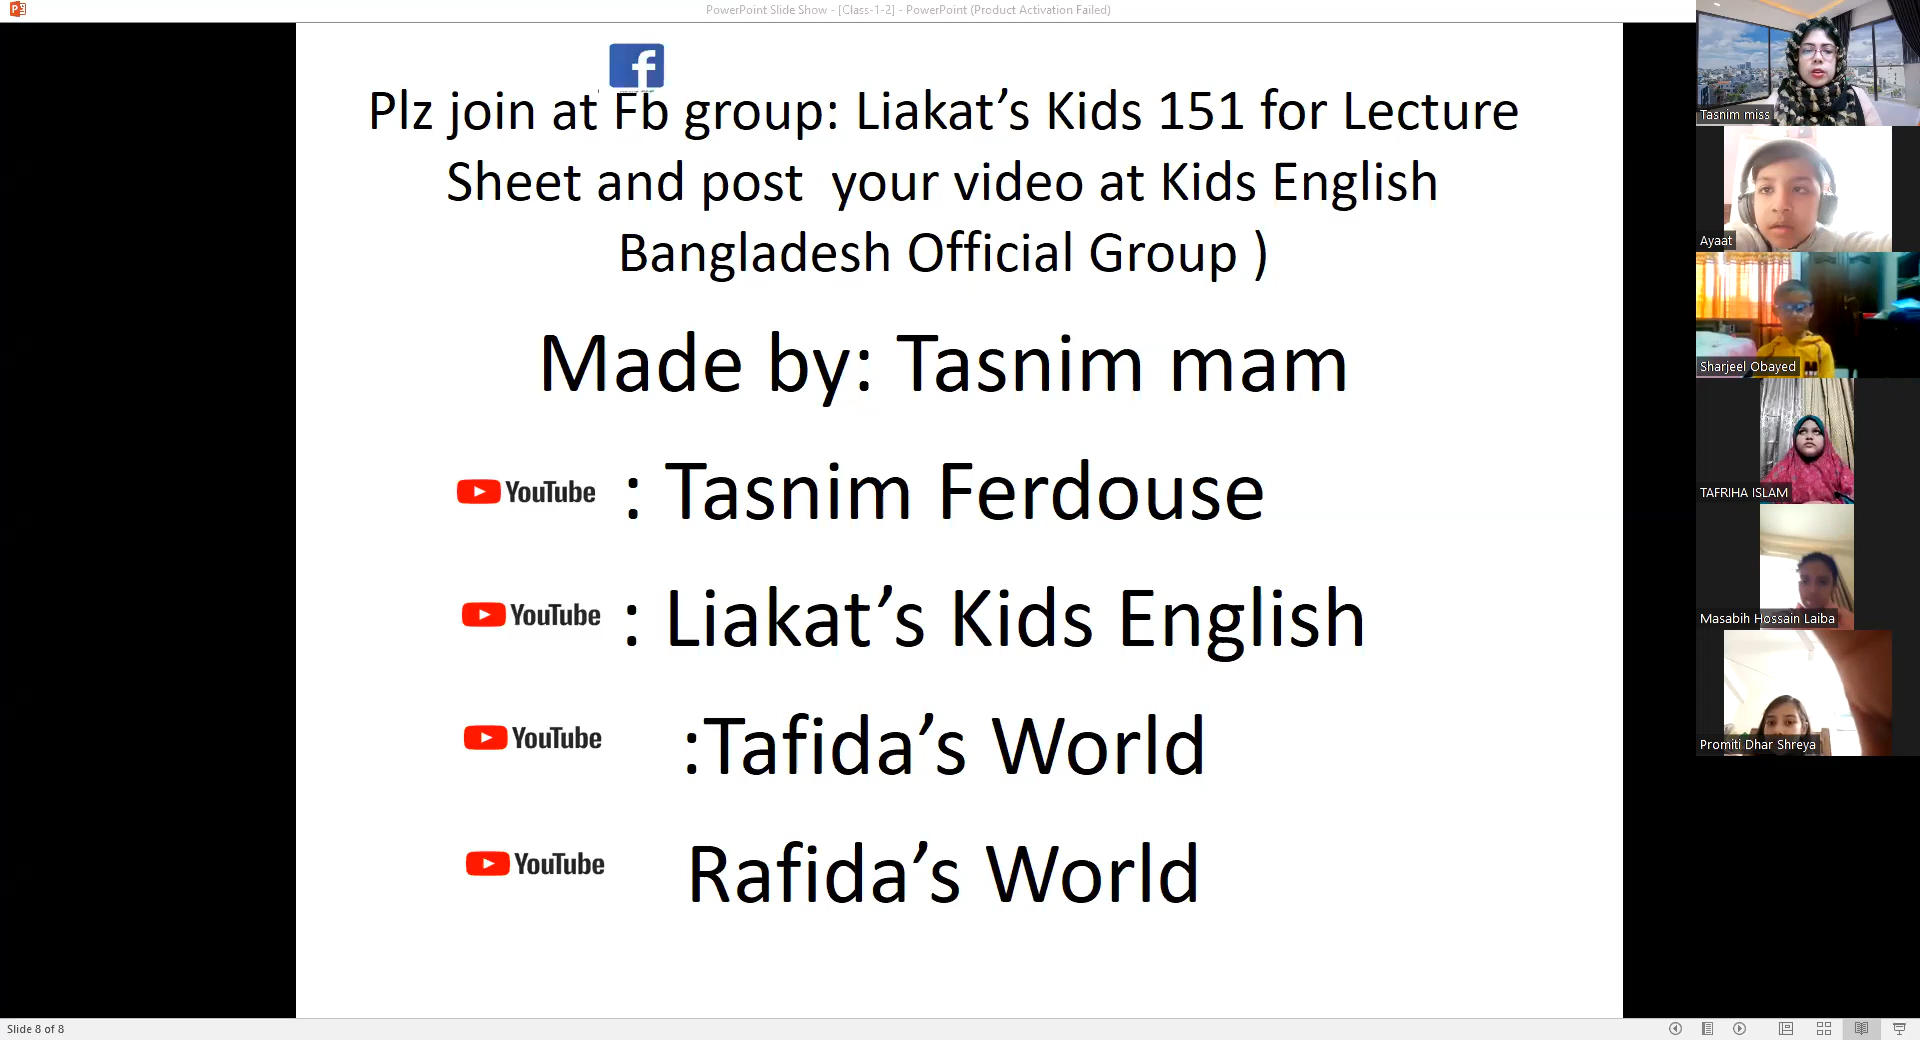 PowerPoint Slide Show - [Class-1-2] - PowerPoint (Product Activation Failed)
Plz join at Fb group: Liakat’s Kids 151 for Lecture
Sheet and post your video at Kids English
Bangladesh Official Group )
Made by: Tasnim mam
YouTube : Tasnim Ferdouse
YouTube : Liakat’s Kids English
YouTube :Tafida’s World
YouTube Rafida’s World
Tasnim miss
Ayaat
Sharjeel Obayed
TAFRIHA ISLAM
Masabih Hossain Laiba
Promiti Dhar Shreya
Slide 8 of 8